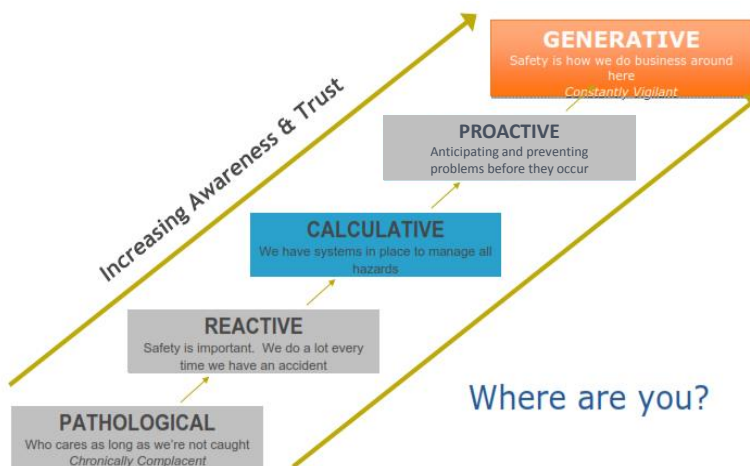 GENERATIVE
Safety is how we do business around
here
Constantly Vigilant
Increasing Awareness & Trust
PROACTIVE
Anticipating and preventing
problems before they occur
CALCULATIVE
We have systems in place to manage all
hazards
REACTIVE
Safety is important. We do a lot every
time we have an accident
Where are you?
PATHOLOGICAL
Who cares as long as we're not caught
Chronically Complacent